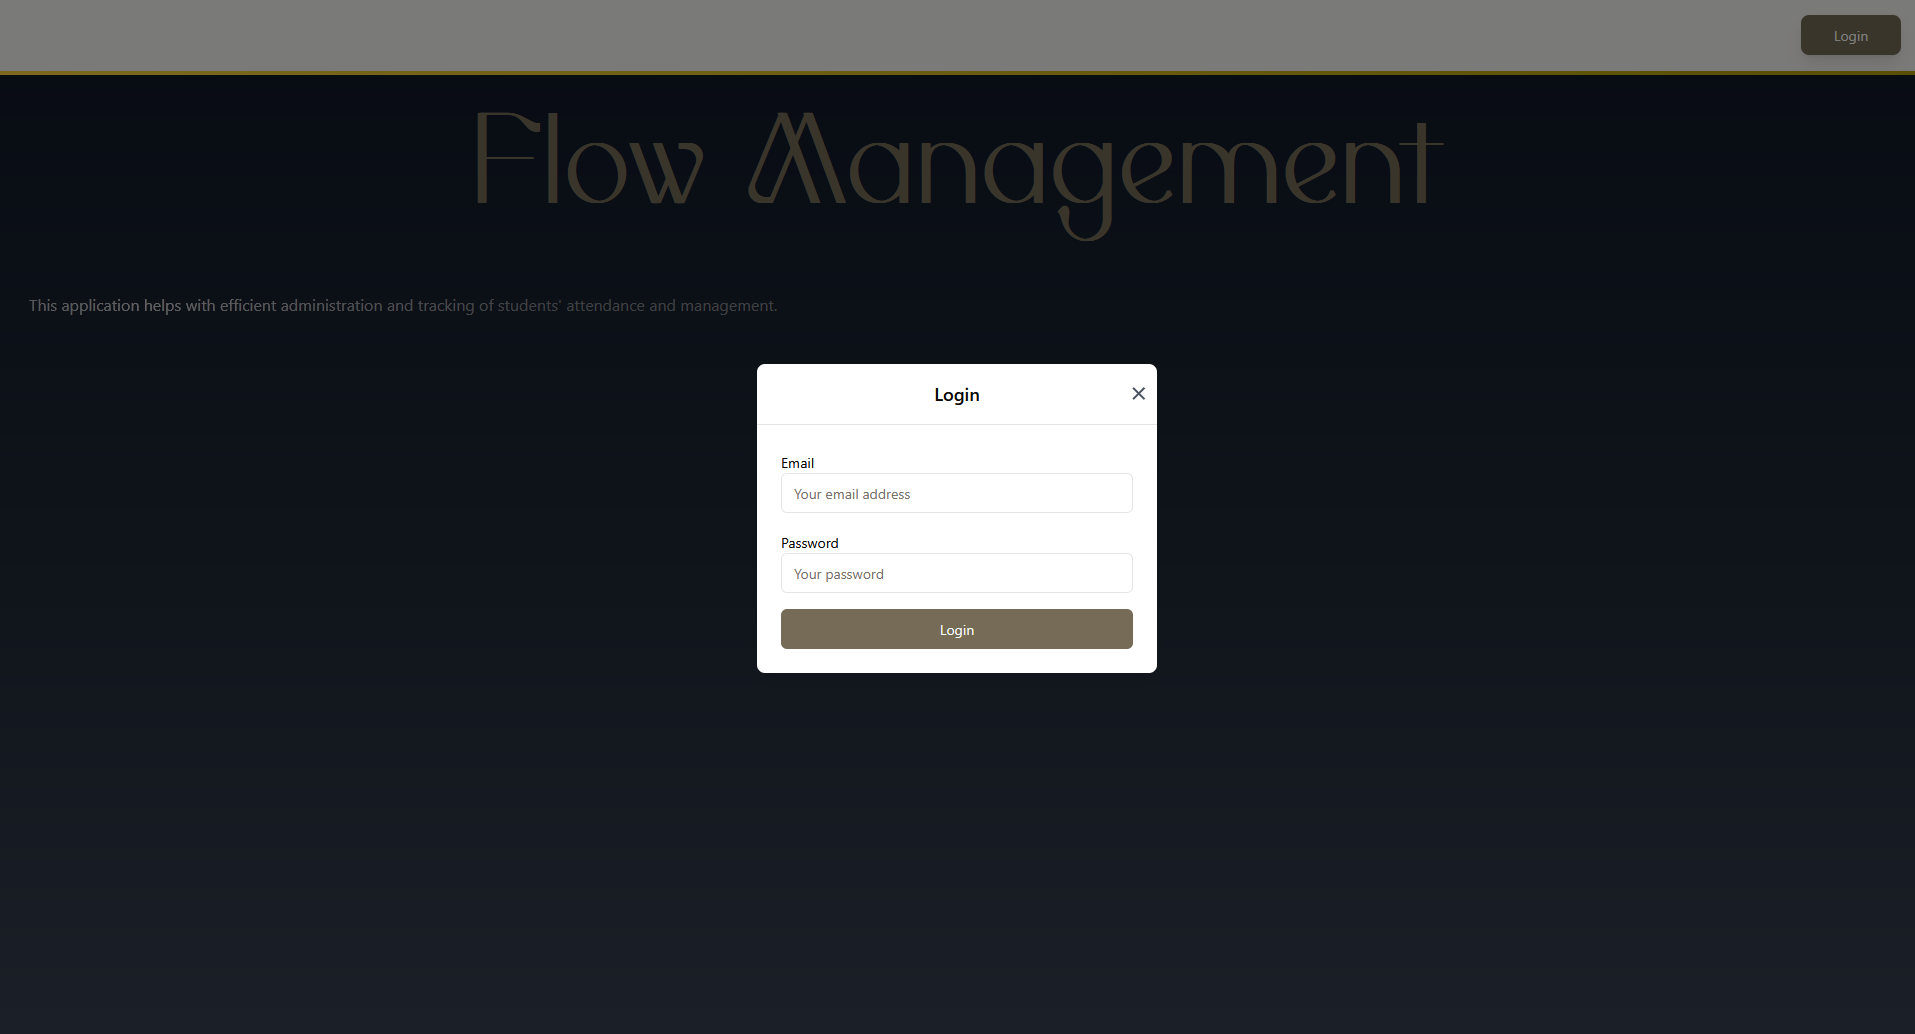 Login
Flow Management
This application helps with efficient administration and tracking of students' attendance and management.
Login
Email
Your email address
Password
Your password
Login